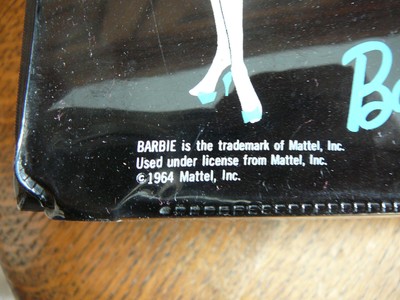 BARBIE is the trademark of Mattel, Inc.
Used under license from Mattel, Inc.
©1964 Mattel, Inc.